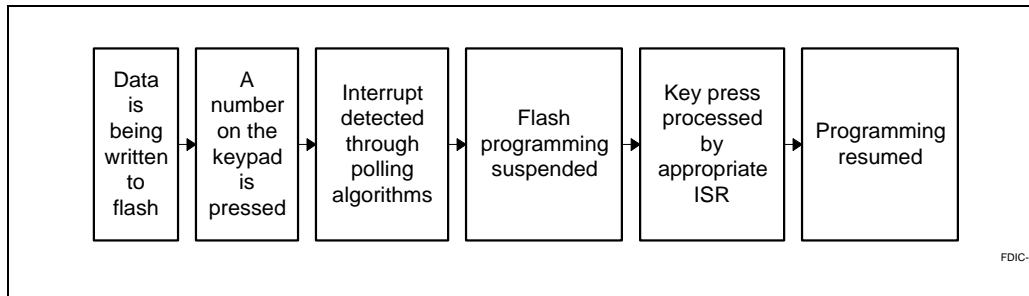 Data
is
being
written
to
flash
A
number
on the
keypad
is
pressed
Interrupt
detected
through
polling
algorithms
Flash
programming
suspended
Key press
processed
by
appropriate
ISR
Programming
resumed
FDIC-